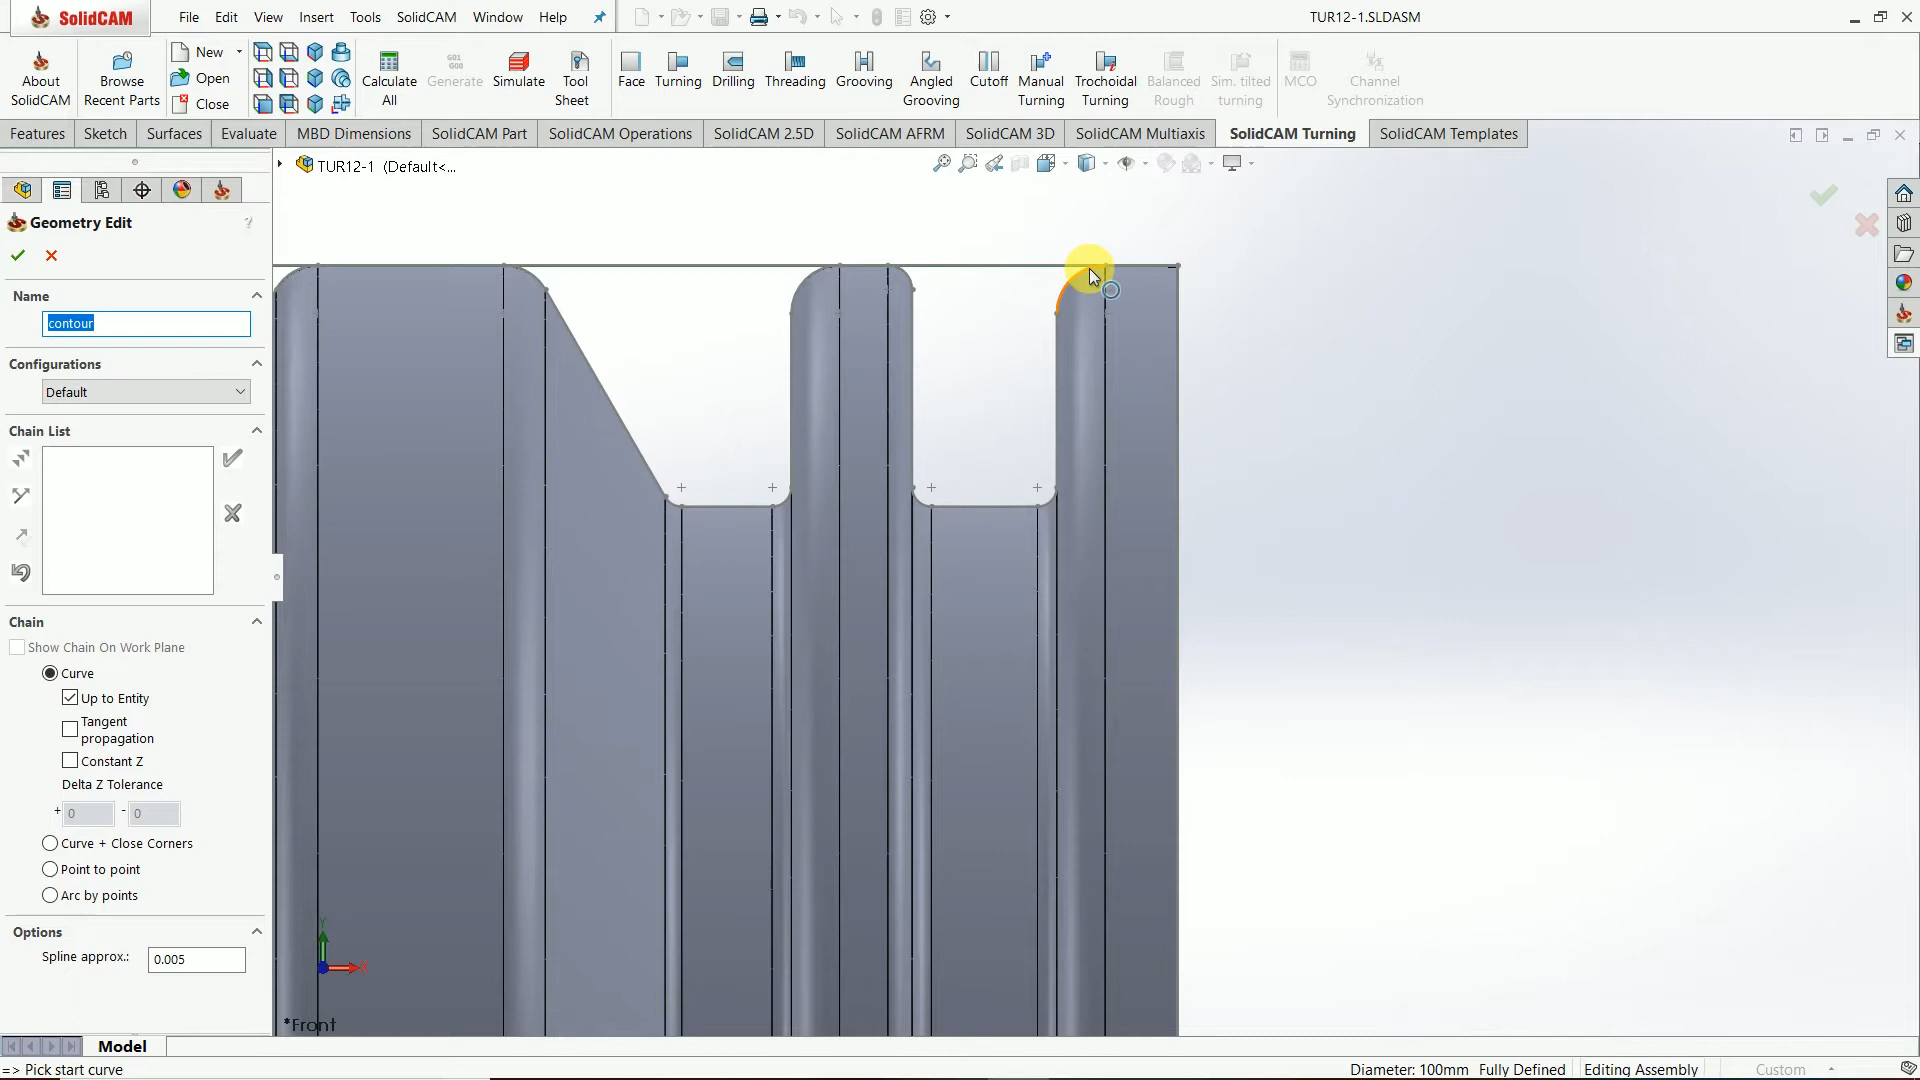 SolidCAM File Edit View Insert Tools SolidCAM Window Help TUR12-1.SLDASM
About SolidCAM
Browse Recent Parts
New
Open
Close
Calculate All
G01
G00
Generate
Simulate
Tool Sheet
Face
Turning
Drilling
Threading
Grooving
Angled Grooving
Cutoff
Manual Turning
Trochoidal Turning
Balanced Rough
Sim. tilted turning
MCO
Channel Synchronization
Features Sketch Surfaces Evaluate MBD Dimensions SolidCAM Part SolidCAM Operations SolidCAM 2.5D SolidCAM AFRM SolidCAM 3D SolidCAM Multiaxis SolidCAM Turning SolidCAM Templates
TUR12-1 (Default<...
Geometry Edit ?
Name
contour
Configurations
Default
Chain List
Chain
Show Chain On Work Plane
Curve
Up to Entity
Tangent
propagation
Constant Z
Delta Z Tolerance
+ 0 - 0
Curve + Close Corners
Point to point
Arc by points
Options
Spline approx.: 0.005
Y
X
*Front
Model
=> Pick start curve Diameter: 100mm Fully Defined Editing Assembly Custom